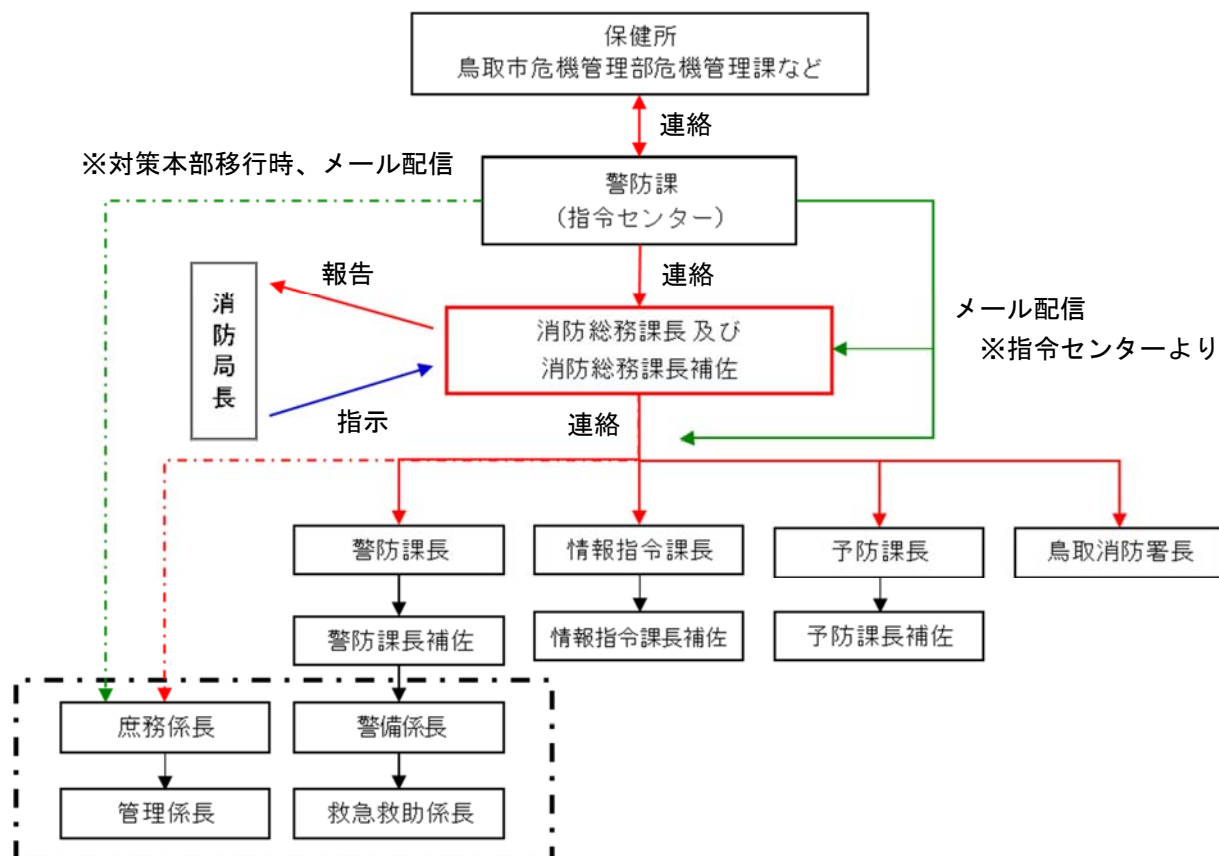 保健所
鳥取市危機管理部危機管理課など
連絡
※対策本部移行時、メール配信
警防課
（指令センター）
報告
連絡
消防局長
消防総務課長 及び
消防総務課長補佐
メール配信
※指令センターより
指示
連絡
警防課長
情報指令課長
予防課長
鳥取消防署長
警防課長補佐
情報指令課長補佐
予防課長補佐
庶務係長
警備係長
管理係長
救急救助係長